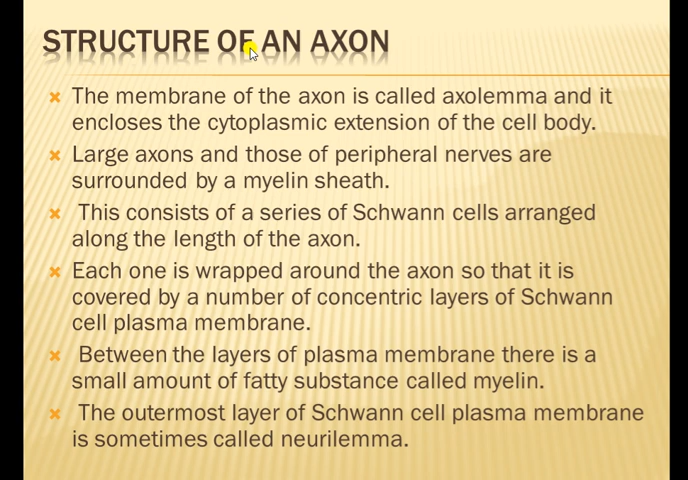 STRUCTURE OF AN AXON
The membrane of the axon is called axolemma and it
encloses the cytoplasmic extension of the cell body.
Large axons and those of peripheral nerves are
surrounded by a myelin sheath.
This consists of a series of Schwann cells arranged
along the length of the axon.
Each one is wrapped around the axon so that it is
covered by a number of concentric layers of Schwann
cell plasma membrane.
Between the layers of plasma membrane there is a
small amount of fatty substance called myelin.
The outermost layer of Schwann cell plasma membrane
is sometimes called neurilemma.